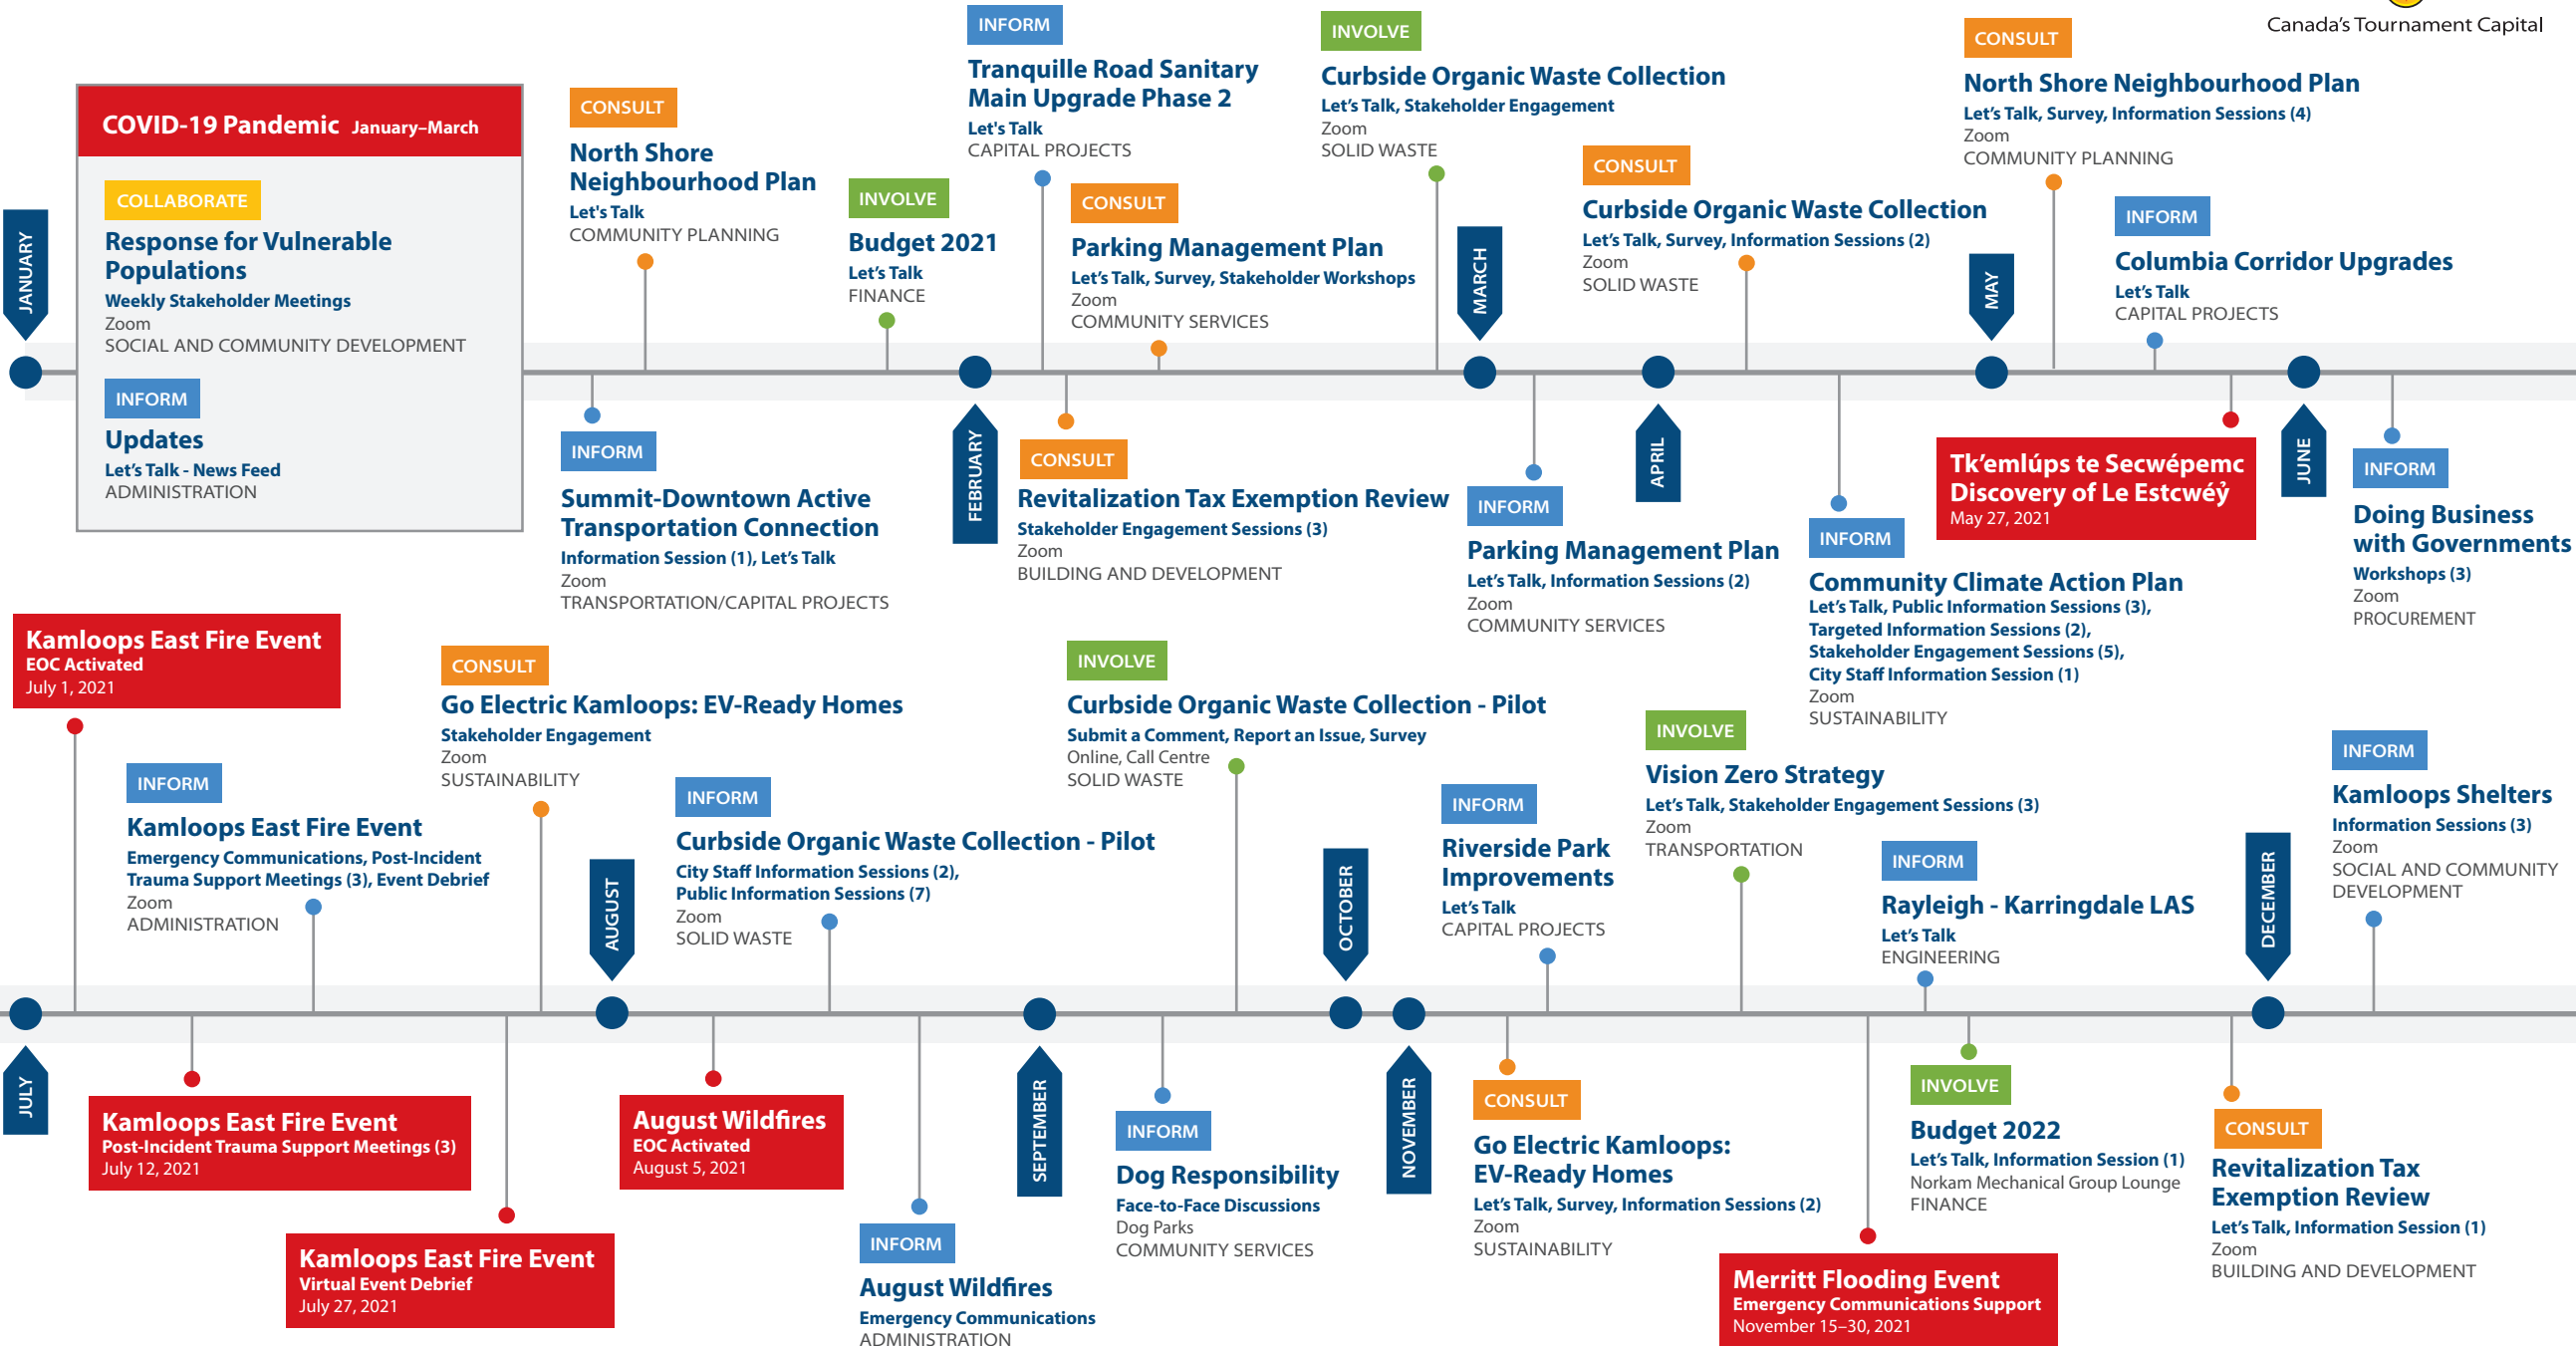 Canada's Tournament Capital
JANUARY
COVID-19 Pandemic January–March
COLLABORATE
Response for Vulnerable
Populations
Weekly Stakeholder Meetings
Zoom
SOCIAL AND COMMUNITY DEVELOPMENT
INFORM
Updates
Let's Talk - News Feed
ADMINISTRATION
CONSULT
North Shore
Neighbourhood Plan
Let's Talk
COMMUNITY PLANNING
INFORM
Summit-Downtown Active
Transportation Connection
Information Session (1), Let's Talk
Zoom
TRANSPORTATION/CAPITAL PROJECTS
INVOLVE
Budget 2021
Let's Talk
FINANCE
FEBRUARY
INFORM
Tranquille Road Sanitary
Main Upgrade Phase 2
Let's Talk
CAPITAL PROJECTS
CONSULT
Revitalization Tax Exemption Review
Stakeholder Engagement Sessions (3)
Zoom
BUILDING AND DEVELOPMENT
CONSULT
Parking Management Plan
Let's Talk, Survey, Stakeholder Workshops
Zoom
COMMUNITY SERVICES
INVOLVE
Curbside Organic Waste Collection
Let's Talk, Stakeholder Engagement
Zoom
SOLID WASTE
MARCH
INFORM
Parking Management Plan
Let's Talk, Information Sessions (2)
Zoom
COMMUNITY SERVICES
APRIL
CONSULT
Curbside Organic Waste Collection
Let's Talk, Survey, Information Sessions (2)
Zoom
SOLID WASTE
INFORM
Community Climate Action Plan
Let's Talk, Public Information Sessions (3),
Targeted Information Sessions (2),
Stakeholder Engagement Sessions (5),
City Staff Information Session (1)
Zoom
SUSTAINABILITY
MAY
CONSULT
North Shore Neighbourhood Plan
Let's Talk, Survey, Information Sessions (4)
Zoom
COMMUNITY PLANNING
INFORM
Columbia Corridor Upgrades
Let's Talk
CAPITAL PROJECTS
Tk'emlúps te Secwépemc
Discovery of Le Estcwéý
May 27, 2021
JUNE
INFORM
Doing Business
with Governments
Workshops (3)
Zoom
PROCUREMENT
JULY
Kamloops East Fire Event
EOC Activated
July 1, 2021
Kamloops East Fire Event
Post-Incident Trauma Support Meetings (3)
July 12, 2021
INFORM
Kamloops East Fire Event
Emergency Communications, Post-Incident
Trauma Support Meetings (3), Event Debrief
Zoom
ADMINISTRATION
Kamloops East Fire Event
Virtual Event Debrief
July 27, 2021
CONSULT
Go Electric Kamloops: EV-Ready Homes
Stakeholder Engagement
Zoom
SUSTAINABILITY
AUGUST
August Wildfires
EOC Activated
August 5, 2021
INFORM
Curbside Organic Waste Collection - Pilot
City Staff Information Sessions (2),
Public Information Sessions (7)
Zoom
SOLID WASTE
INFORM
August Wildfires
Emergency Communications
ADMINISTRATION
SEPTEMBER
INFORM
Dog Responsibility
Face-to-Face Discussions
Dog Parks
COMMUNITY SERVICES
INVOLVE
Curbside Organic Waste Collection - Pilot
Submit a Comment, Report an Issue, Survey
Online, Call Centre
SOLID WASTE
OCTOBER
NOVEMBER
CONSULT
Go Electric Kamloops:
EV-Ready Homes
Let's Talk, Survey, Information Sessions (2)
Zoom
SUSTAINABILITY
INFORM
Riverside Park
Improvements
Let's Talk
CAPITAL PROJECTS
INVOLVE
Vision Zero Strategy
Let's Talk, Stakeholder Engagement Sessions (3)
Zoom
TRANSPORTATION
Merritt Flooding Event
Emergency Communications Support
November 15–30, 2021
INFORM
Rayleigh - Karringdale LAS
Let's Talk
ENGINEERING
INVOLVE
Budget 2022
Let's Talk, Information Session (1)
Norkam Mechanical Group Lounge
FINANCE
CONSULT
Revitalization Tax
Exemption Review
Let's Talk, Information Session (1)
Zoom
BUILDING AND DEVELOPMENT
DECEMBER
INFORM
Kamloops Shelters
Information Sessions (3)
Zoom
SOCIAL AND COMMUNITY
DEVELOPMENT